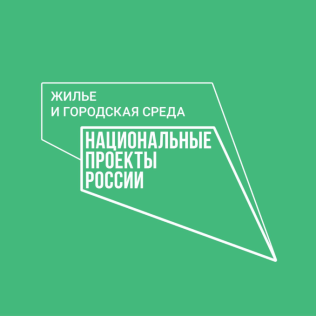 ЖИЛЬЕ
И ГОРОДСКАЯ СРЕДА
НАЦИОНАЛЬНЫЕ
ПРОЕКТЫ
РОССИИ